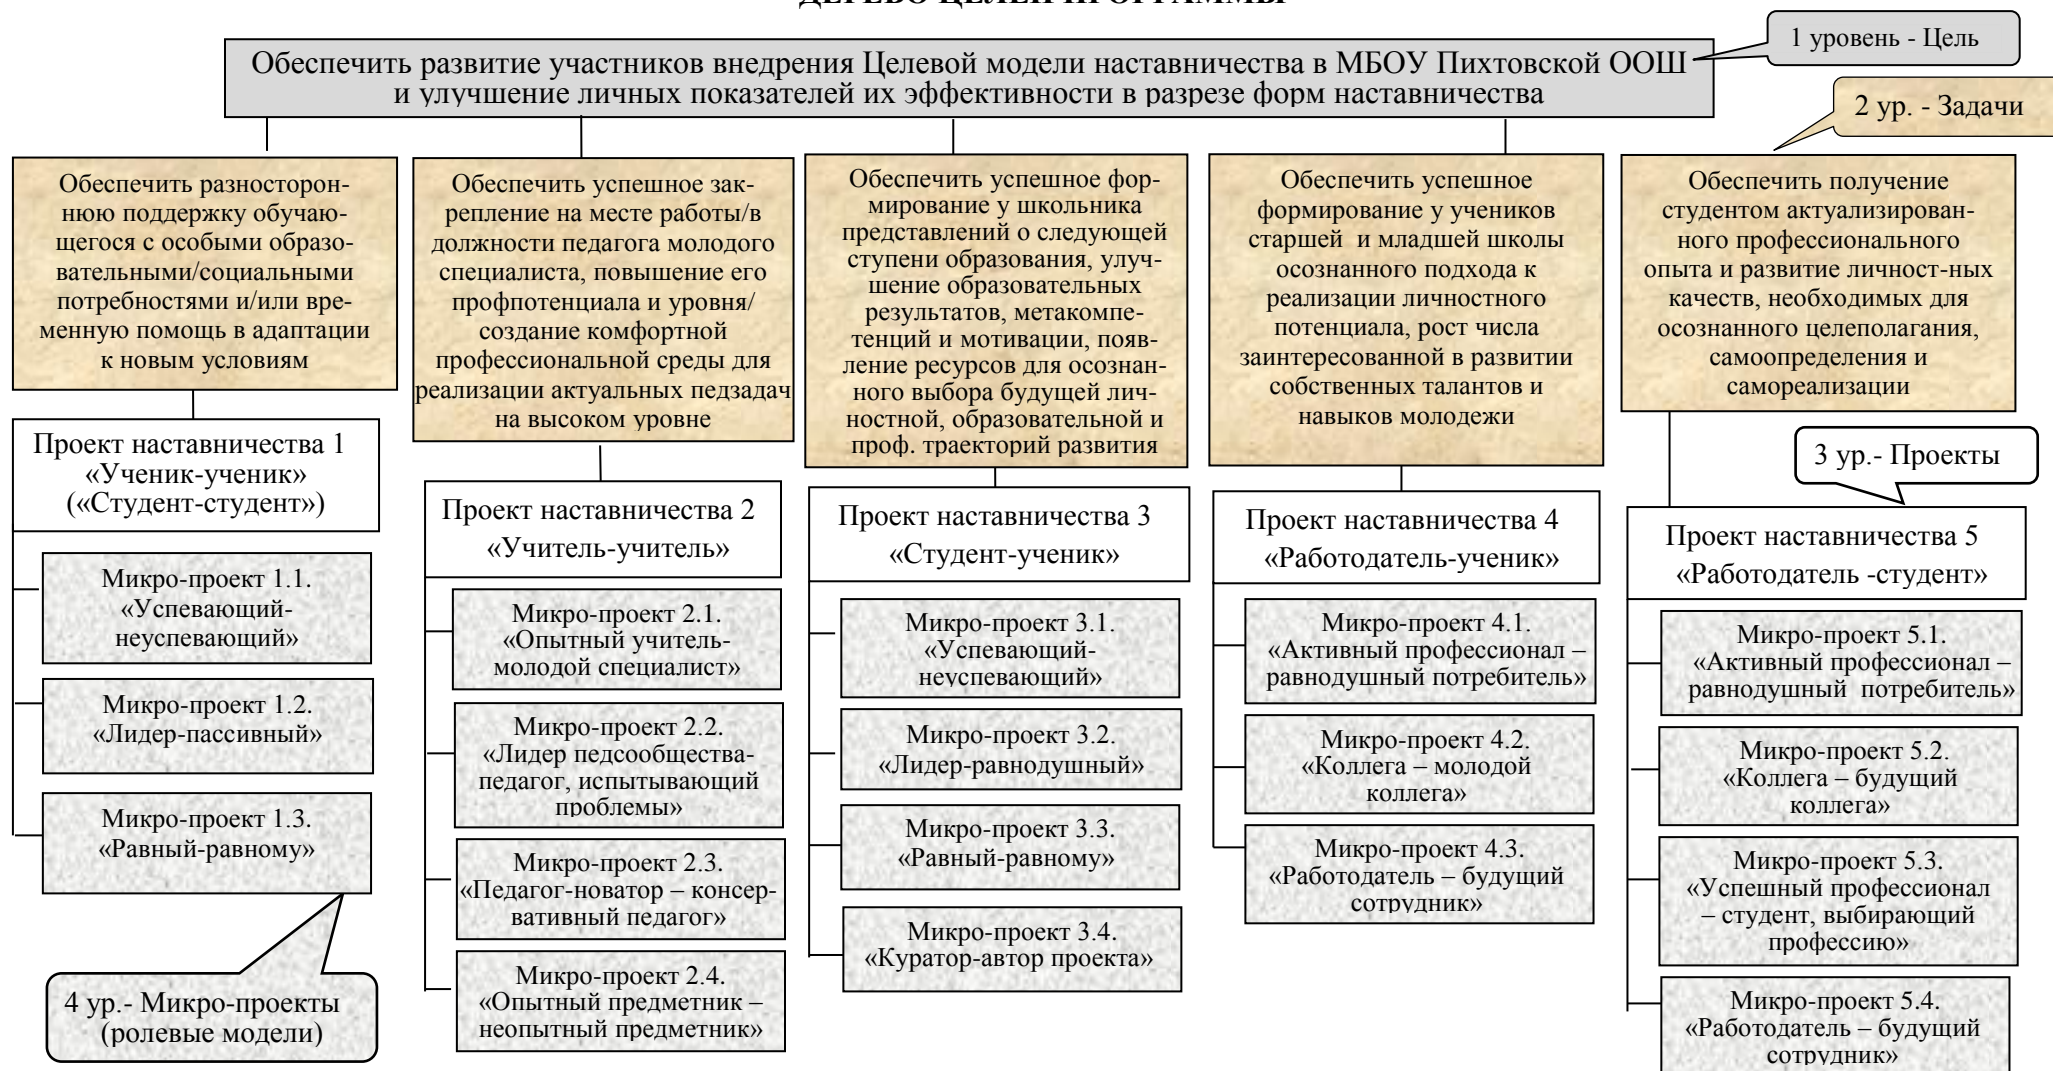 ДЕРЕВО ЦЕЛЕЙ ПРОГРАММЫ
1 уровень - Цель
Обеспечить развитие участников внедрения Целевой модели наставничества в МБОУ Пихтовской ООШ
и улучшение личных показателей их эффективности в разрезе форм наставничества
2 ур. - Задачи
Обеспечить разносторон-
нюю поддержку обучаю-
щегося с особыми образо-
вательными/социальными
потребностями и/или вре-
менную помощь в адаптации
к новым условиям
Обеспечить успешное зак-
репление на месте работы/в
должности педагога молодого
специалиста, повышение его
профпотенциала и уровня/
создание комфортной
профессиональной среды для
реализации актуальных педзадач
на высоком уровне
Обеспечить успешное фор-
мирование у школьника
представлений о следующей
ступени образования, улуч-
шение образовательных
результатов, метакомпе-
тенций и мотивации, появ-
ление ресурсов для осознан-
ного выбора будущей лич-
ностной, образовательной и
проф. траекторий развития
Обеспечить успешное
формирование у учеников
старшей и младшей школы
осознанного подхода к
реализации личностного
потенциала, рост числа
заинтересованной в развитии
собственных талантов и
навыков молодежи
Обеспечить получение
студентом актуализирован-
ного профессионального
опыта и развитие личност-ных
качеств, необходимых для
осознанного целеполагания,
самоопределения и
самореализации
3 ур.- Проекты
Проект наставничества 1
«Ученик-ученик»
(«Студент-студент»)
Микро-проект 1.1.
«Успевающий-
неуспевающий»
Микро-проект 1.2.
«Лидер-пассивный»
Микро-проект 1.3.
«Равный-равному»
4 ур.- Микро-проекты
(ролевые модели)
Проект наставничества 2
«Учитель-учитель»
Микро-проект 2.1.
«Опытный учитель-
молодой специалист»
Микро-проект 2.2.
«Лидер педсообщества-
педагог, испытывающий
проблемы»
Микро-проект 2.3.
«Педагог-новатор – консер-
вативный педагог»
Микро-проект 2.4.
«Опытный предметник –
неопытный предметник»
Проект наставничества 3
«Студент-ученик»
Микро-проект 3.1.
«Успевающий-
неуспевающий»
Микро-проект 3.2.
«Лидер-равнодушный»
Микро-проект 3.3.
«Равный-равному»
Микро-проект 3.4.
«Куратор-автор проекта»
Проект наставничества 4
«Работодатель-ученик»
Микро-проект 4.1.
«Активный профессионал –
равнодушный потребитель»
Микро-проект 4.2.
«Коллега – молодой
коллега»
Микро-проект 4.3.
«Работодатель – будущий
сотрудник»
Проект наставничества 5
«Работодатель -студент»
Микро-проект 5.1.
«Активный профессионал –
равнодушный потребитель»
Микро-проект 5.2.
«Коллега – будущий
коллега»
Микро-проект 5.3.
«Успешный профессионал
– студент, выбирающий
профессию»
Микро-проект 5.4.
«Работодатель – будущий
сотрудник»